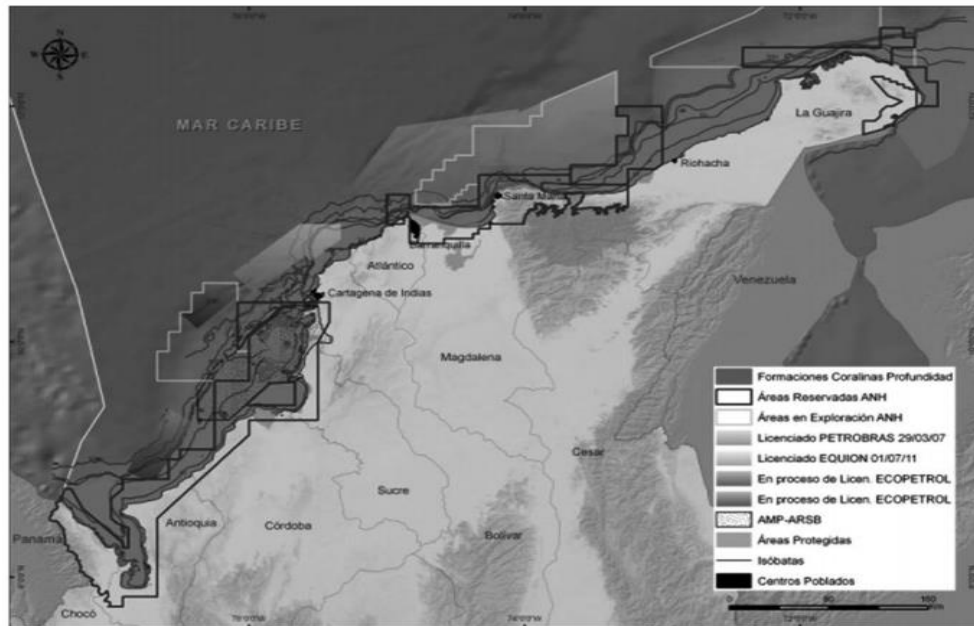 N
W
E
S
MAR CARIBE
La Guajira
Riohacha
Santa Marta
Barranquilla
Atlántico
Cartagena de Indias
Venezuela
Magdalena
Cesar
Sucre
Antioquia
Córdoba
Bolívar
Panamá
Chocó
Formaciones Coralinas Profundidad
Áreas Reservadas ANH
Áreas en Exploración ANH
Licenciado PETROBRAS 29/03/07
Licenciado EQUION 01/07/11
En proceso de Licen. ECOPETROL
En proceso de Licen. ECOPETROL
AMP-ARSB
Áreas Protegidas
Isóbatas
Centros Poblados